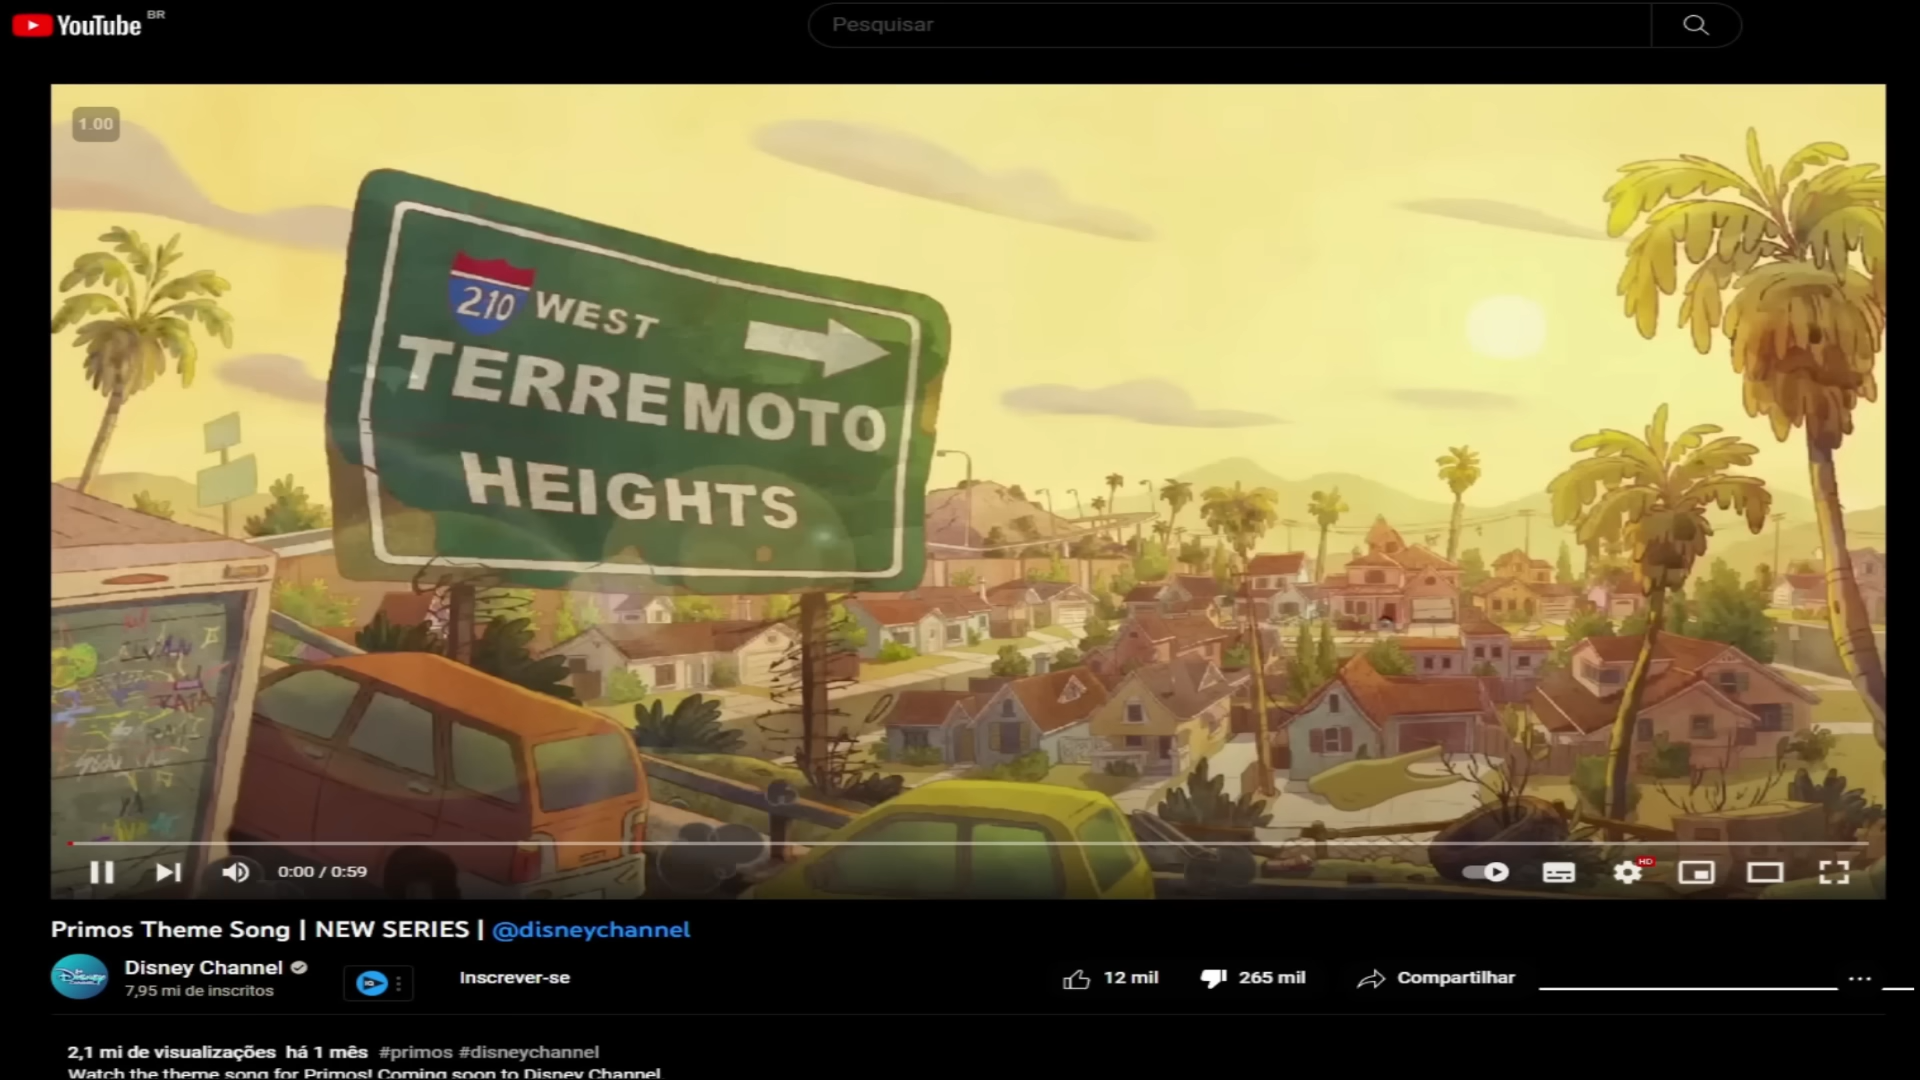 YouTube BR
Pesquisar
1.00
210 WEST
TERREMOTO
HEIGHTS
0:00 / 0:59
HD
Primos Theme Song | NEW SERIES | @disneychannel
Disney Channel
7,95 mi de inscritos
Inscrever-se
12 mil
265 mil
Compartilhar
2,1 mi de visualizações há 1 mês #primos #disneychannel
Watch the theme song for Primos! Coming soon to Disney Channel.